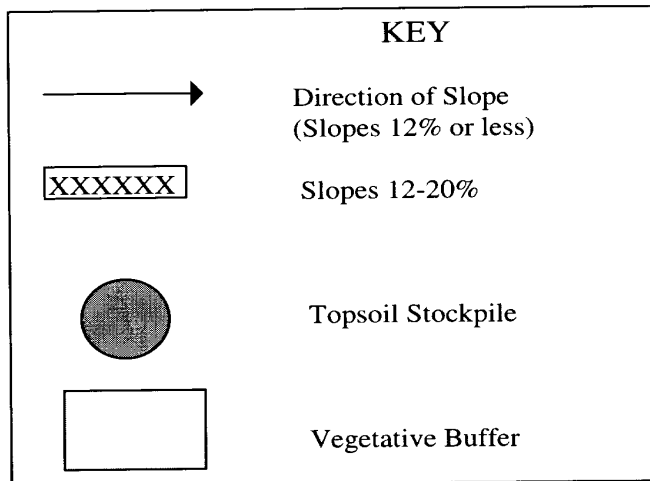 KEY
Direction of Slope
(Slopes 12% or less)
XXXXXX
Slopes 12-20%
Topsoil Stockpile
Vegetative Buffer